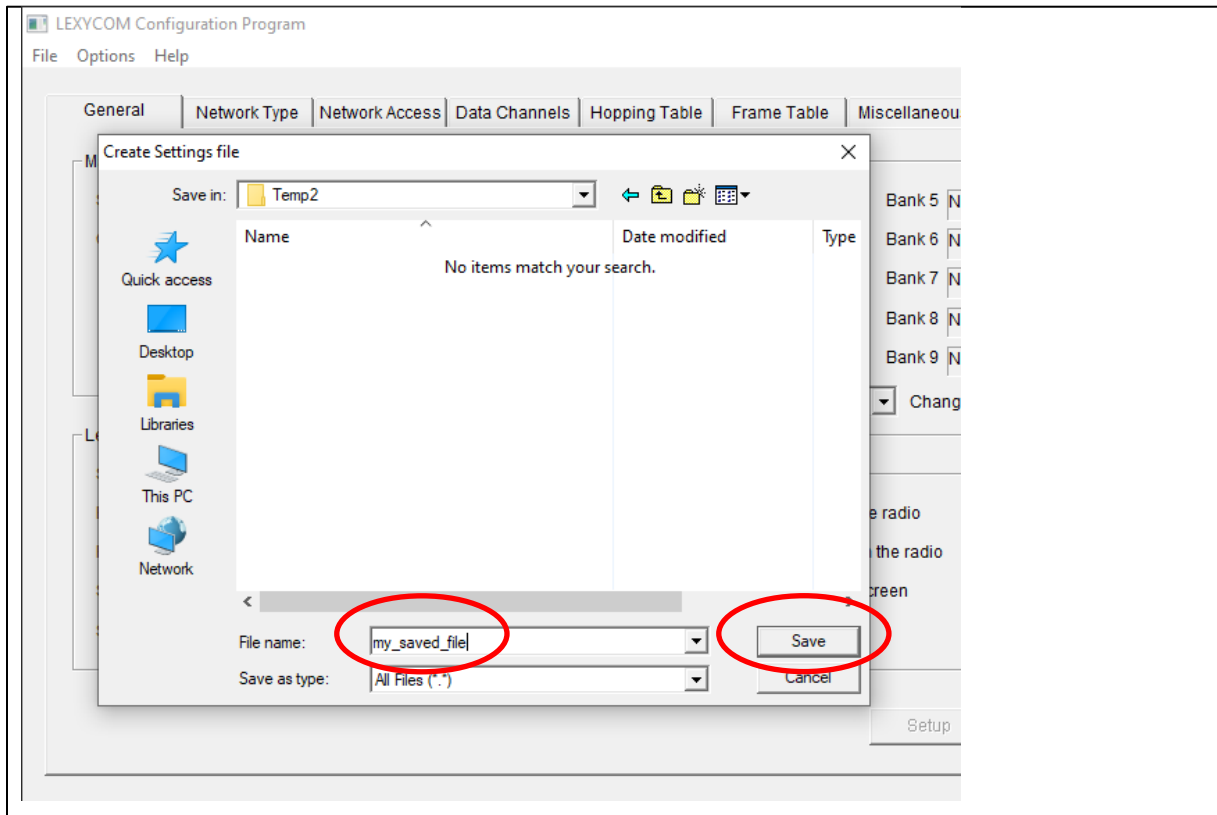 LEXYCOM Configuration Program
File Options Help
General Network Type Network Access Data Channels Hopping Table Frame Table Miscellaneou
Create Settings file
Save in: Temp2
Name Date modified Type
No items match your search.
Quick access
Desktop
Libraries
This PC
Network
File name: my_saved_file Save
Save as type: All Files (*.*) Cancel
Bank 5 N
Bank 6 N
Bank 7 N
Bank 8 N
Bank 9 N
Chang
e radio
the radio
creen
Setup